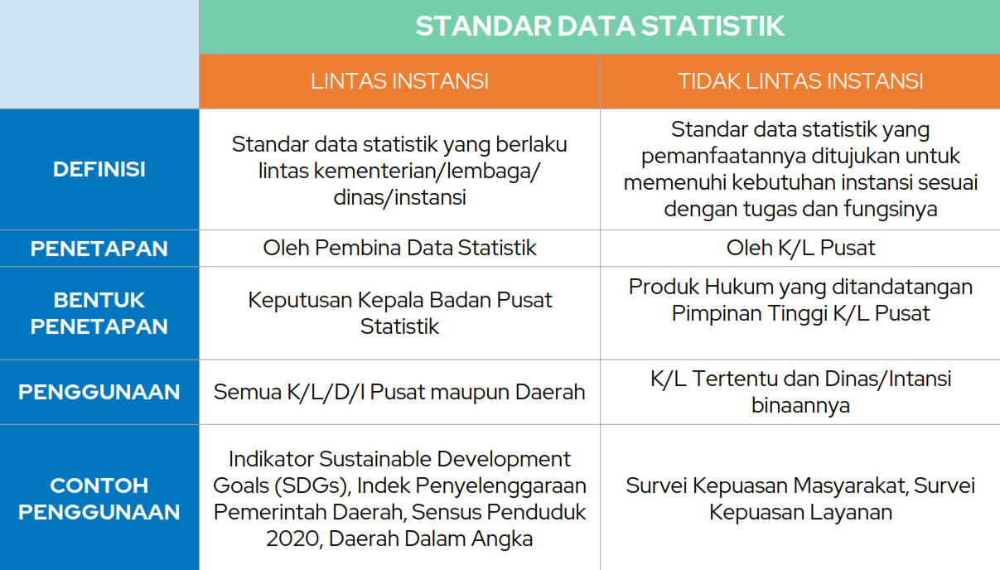 STANDAR DATA STATISTIK
LINTAS INSTANSI
TIDAK LINTAS INSTANSI
DEFINISI
Standar data statistik yang berlaku
lintas kementerian/lembaga/
dinas/instansi
Standar data statistik yang
pemanfaatannya ditujukan untuk
memenuhi kebutuhan instansi sesuai
dengan tugas dan fungsinya
PENETAPAN
Oleh Pembina Data Statistik
Oleh K/L Pusat
BENTUK
PENETAPAN
Keputusan Kepala Badan Pusat
Statistik
Produk Hukum yang ditandatangan
Pimpinan Tinggi K/L Pusat
PENGGUNAAN
Semua K/L/D/I Pusat maupun Daerah
K/L Tertentu dan Dinas/Intansi
binaannya
CONTOH
PENGGUNAAN
Indikator Sustainable Development
Goals (SDGs), Indek Penyelenggaraan
Pemerintah Daerah, Sensus Penduduk
2020, Daerah Dalam Angka
Survei Kepuasan Masyarakat, Survei
Kepuasan Layanan